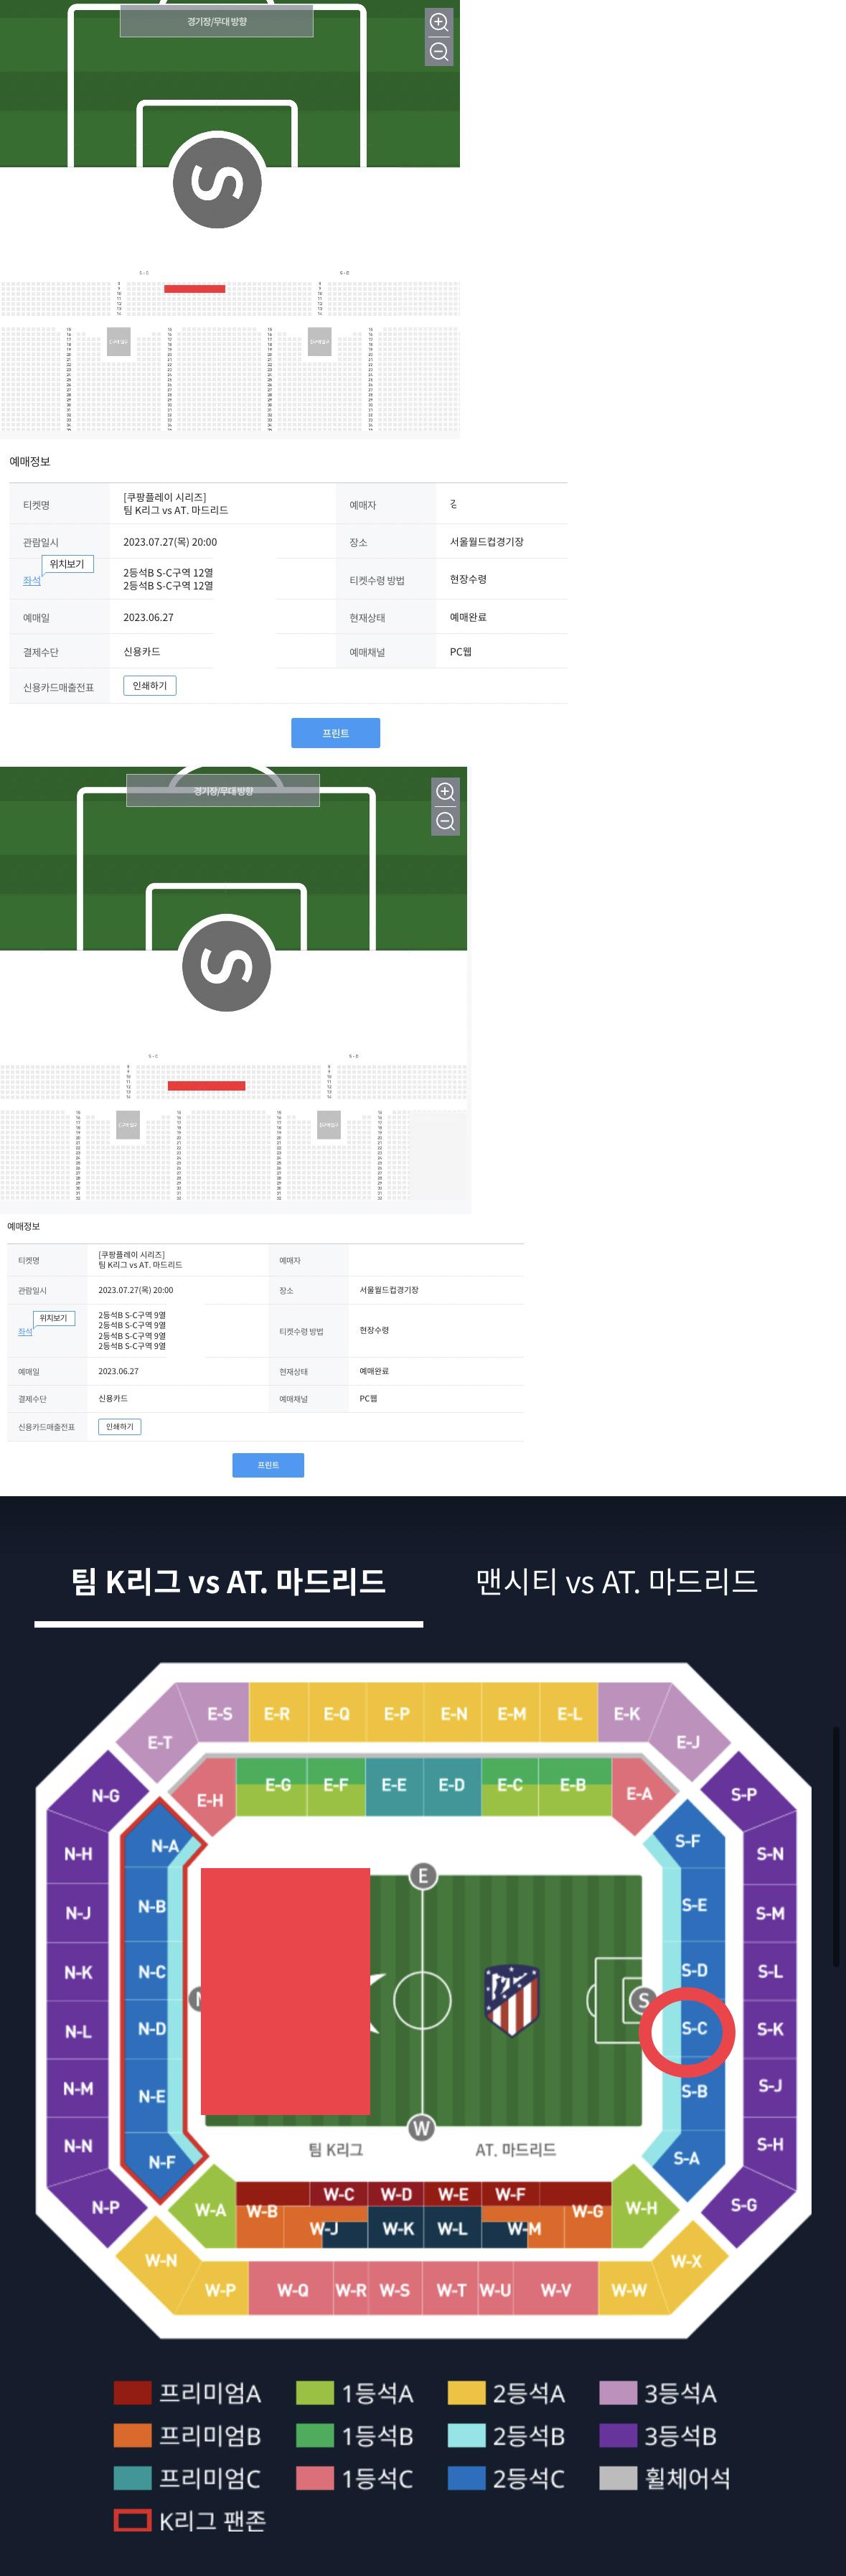 경기장/무대 방향
S
예매정보
티켓명
[쿠팡플레이 시리즈]
팀 K리그 vs AT. 마드리드
예매자
관람일시
2023.07.27(목) 20:00
장소
서울월드컵경기장
위치보기
좌석
2등석B S-C구역 12열
2등석B S-C구역 12열
티켓수령 방법
현장수령
예매일
2023.06.27
현재상태
예매완료
결제수단
신용카드
예매채널
PC웹
신용카드매출전표
인쇄하기
프린트
경기장/무대 방향
S
예매정보
티켓명
[쿠팡플레이 시리즈]
팀 K리그 vs AT. 마드리드
예매자
관람일시
2023.07.27(목) 20:00
장소
서울월드컵경기장
위치보기
좌석
2등석B S-C구역 9열
2등석B S-C구역 9열
2등석B S-C구역 9열
2등석B S-C구역 9열
티켓수령 방법
현장수령
예매일
2023.06.27
현재상태
예매완료
결제수단
신용카드
예매채널
PC웹
신용카드매출전표
인쇄하기
프린트
팀 K리그 vs AT. 마드리드 맨시티 vs AT. 마드리드
E-T E-S E-R E-Q E-P E-N E-M E-L E-K E-J
E-H E-G E-F E-E E-D E-C E-B E-A
N-G N-H N-J N-K N-L N-M N-N N-P
N-A N-B N-C N-D N-E N-F
E
S
W
S-F S-E S-D S-C S-B S-A
S-P S-N S-M S-L S-K S-J S-H S-G
팀 K리그 AT. 마드리드
W-A W-B W-C W-D W-E W-F W-G W-H
W-J W-K W-L W-M
W-N W-P W-Q W-R W-S W-T W-U W-V W-W W-X
프리미엄A 1등석A 2등석A 3등석A
프리미엄B 1등석B 2등석B 3등석B
프리미엄C 1등석C 2등석C 휠체어석
K리그 팬존